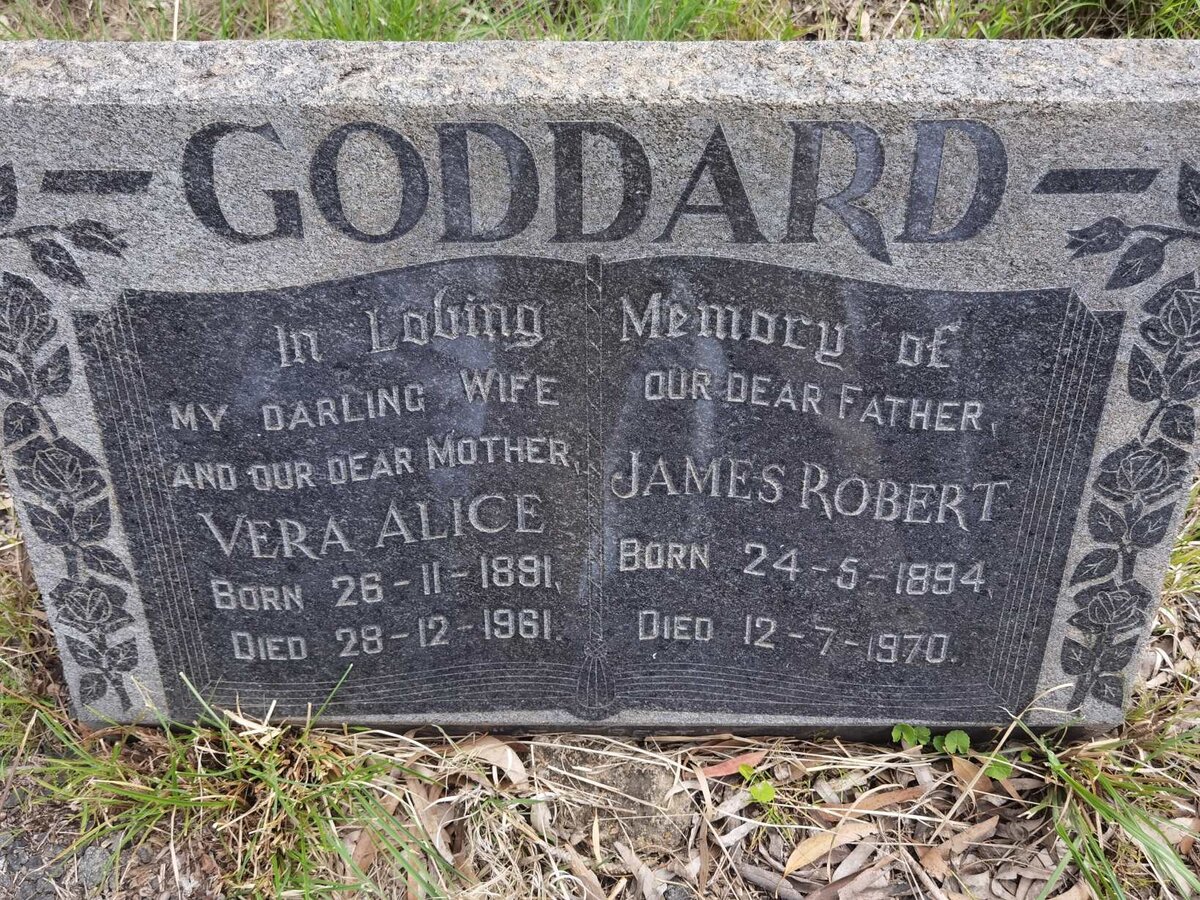 GODDARD
In Loving Memory of
MY DARLING WIFE
AND OUR DEAR MOTHER,
VERA ALICE
BORN 26-11-1891,
DIED 28-12-1961.
OUR DEAR FATHER,
JAMES ROBERT
BORN 24-5-1894,
DIED 12-7-1970.